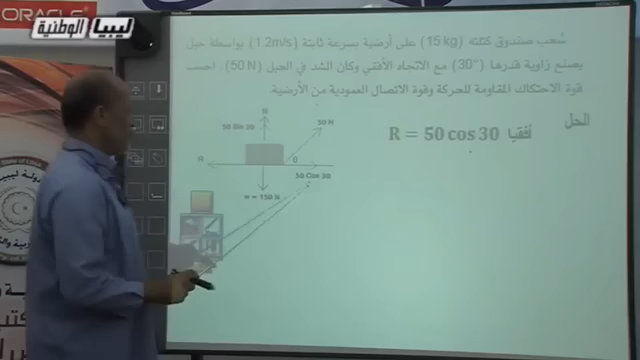 ORACLE
ليبيا الوطنية
سُحب صندوق كتلته (15 kg) على أرضية بسرعة ثابتة (1.2m/s) بواسطة حبل
يصنع زاوية قدرها (30°) مع الاتجاه الأفقي وكان الشد في الحبل (50 N) احسب
قوة الاحتكاك المقاومة للحركة وقوة الاتصال العمودية من الأرضية.
الحل
أفقيا R = 50 cos 30
N
50 Sin 30
50 N
R
θ
50 Cos 30
w = 150 N